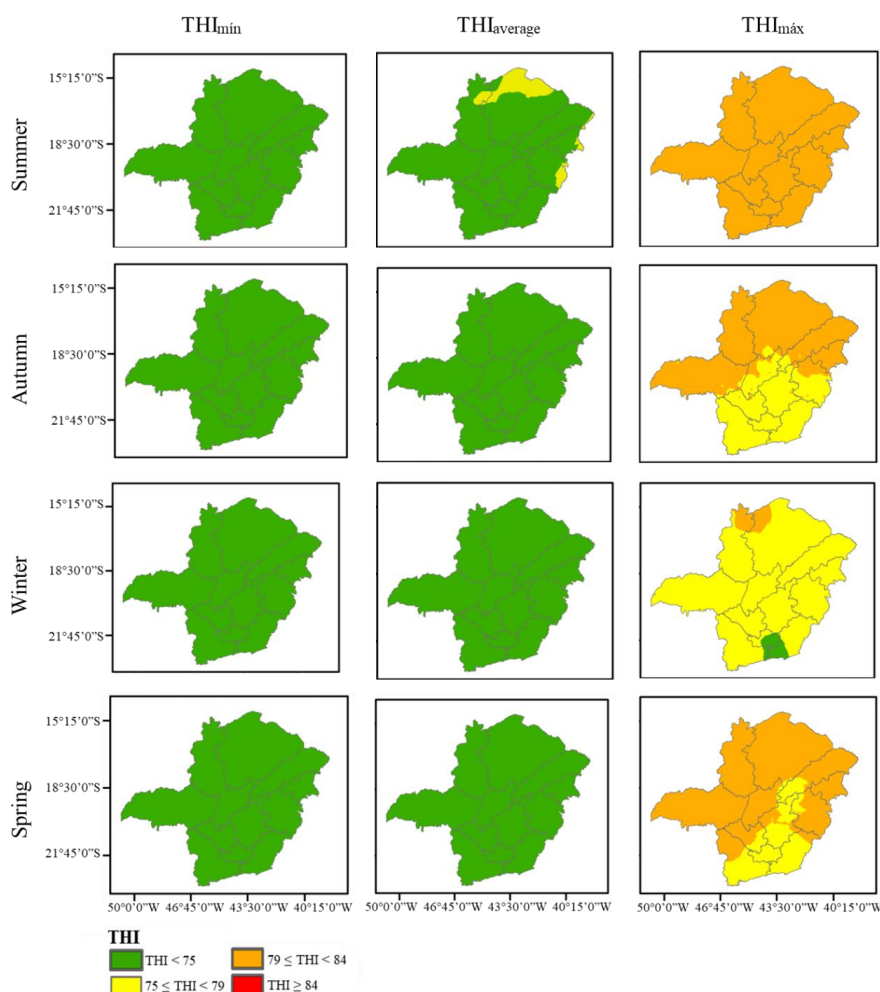 THImín THIaverage THImáx
Summer
15°15'0"S
18°30'0"S
21°45'0"S
Autumn
15°15'0"S
18°30'0"S
21°45'0"S
Winter
15°15'0"S
18°30'0"S
21°45'0"S
Spring
15°15'0"S
18°30'0"S
21°45'0"S
50°0'0"W 46°45'0"W 43°30'0"W 40°15'0"W 50°0'0"W 46°45'0"W 43°30'0"W 40°15'0"W 50°0'0"W 46°45'0"W 43°30'0"W 40°15'0"W
THI
THI < 75 79 ≤ THI < 84
75 ≤ THI < 79 THI ≥ 84